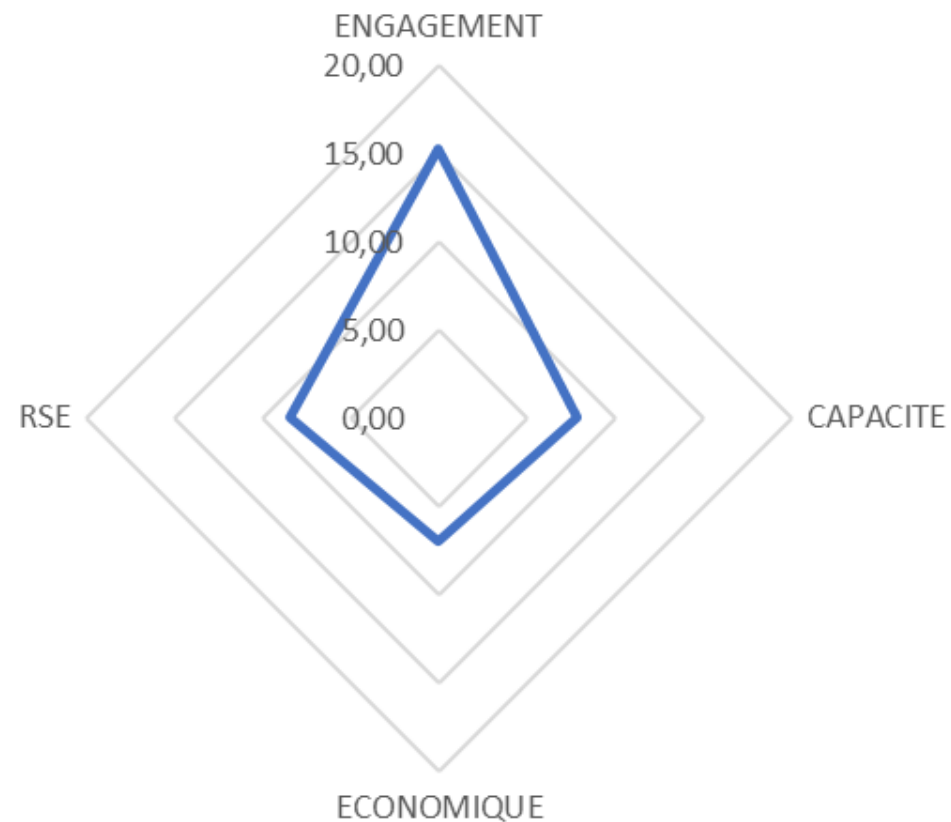 ENGAGEMENT
20,00
15,00
10,00
5,00
RSE
0,00
CAPACITE
ECONOMIQUE